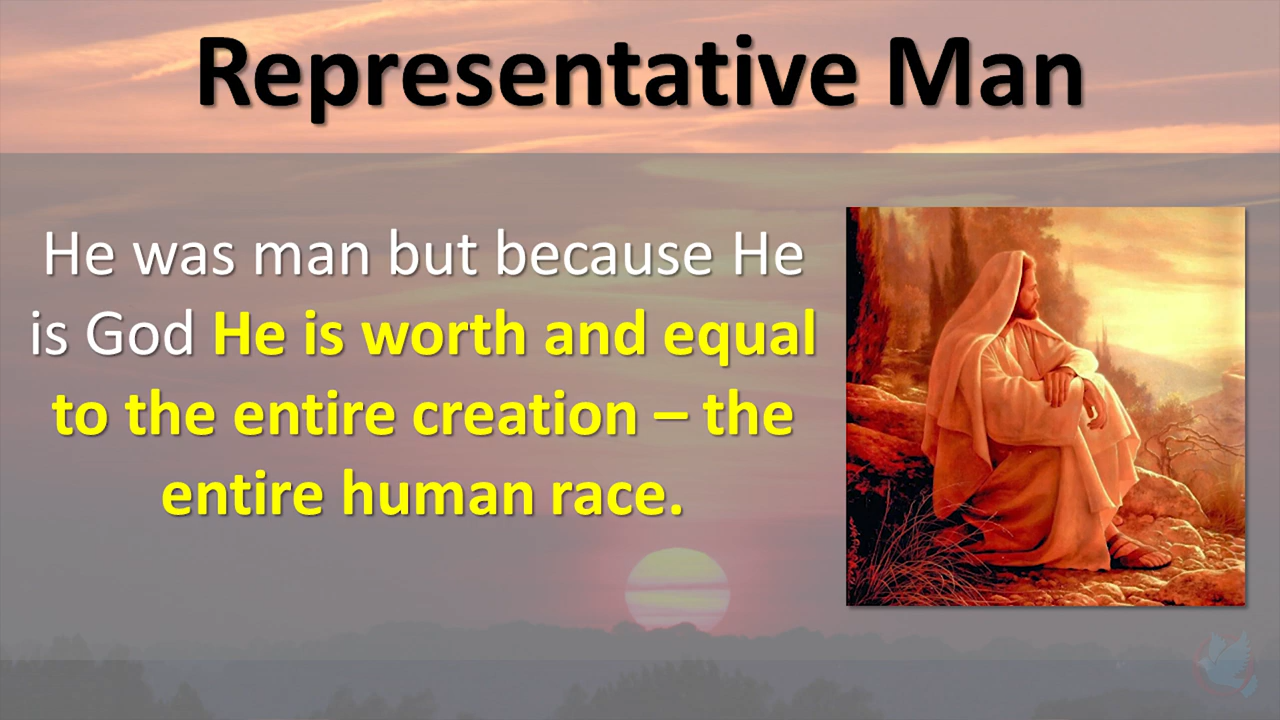 Representative Man
He was man but because He
is God He is worth and equal
to the entire creation – the
entire human race.